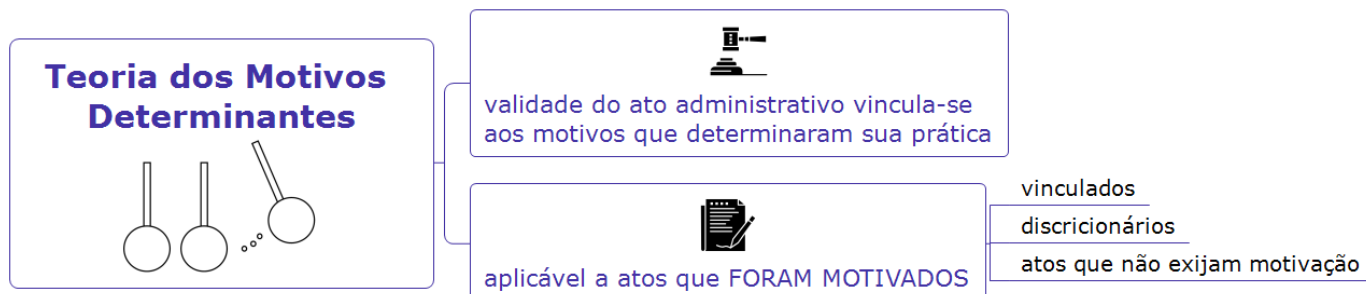 Teoria dos Motivos
Determinantes
validade do ato administrativo vincula-se
aos motivos que determinaram sua prática
aplicável a atos que FORAM MOTIVADOS
vinculados
discricionários
atos que não exijam motivação